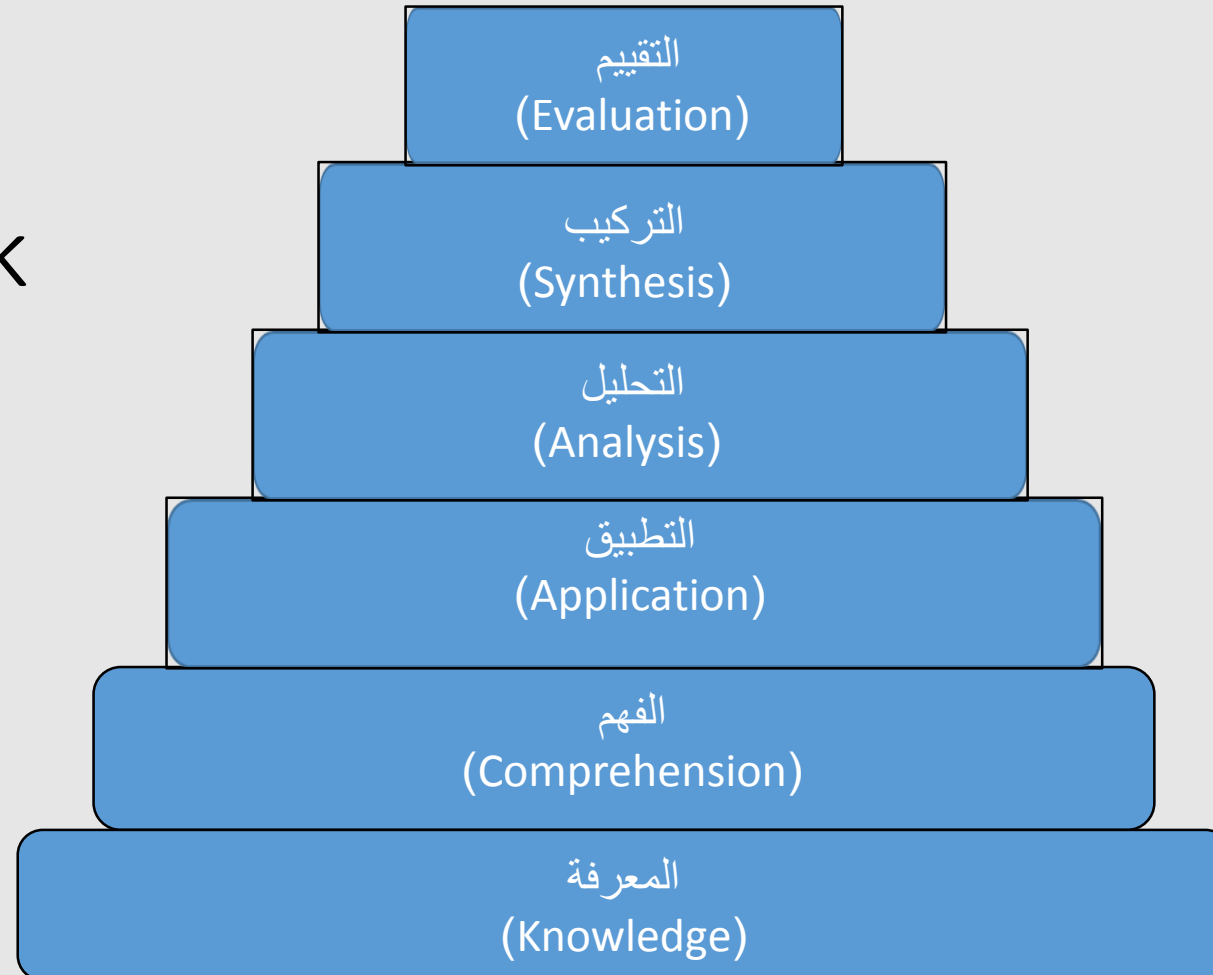 التقييم
(Evaluation)
التركيب
(Synthesis)
التحليل
(Analysis)
التطبيق
(Application)
الفهم
(Comprehension)
المعرفة
(Knowledge)